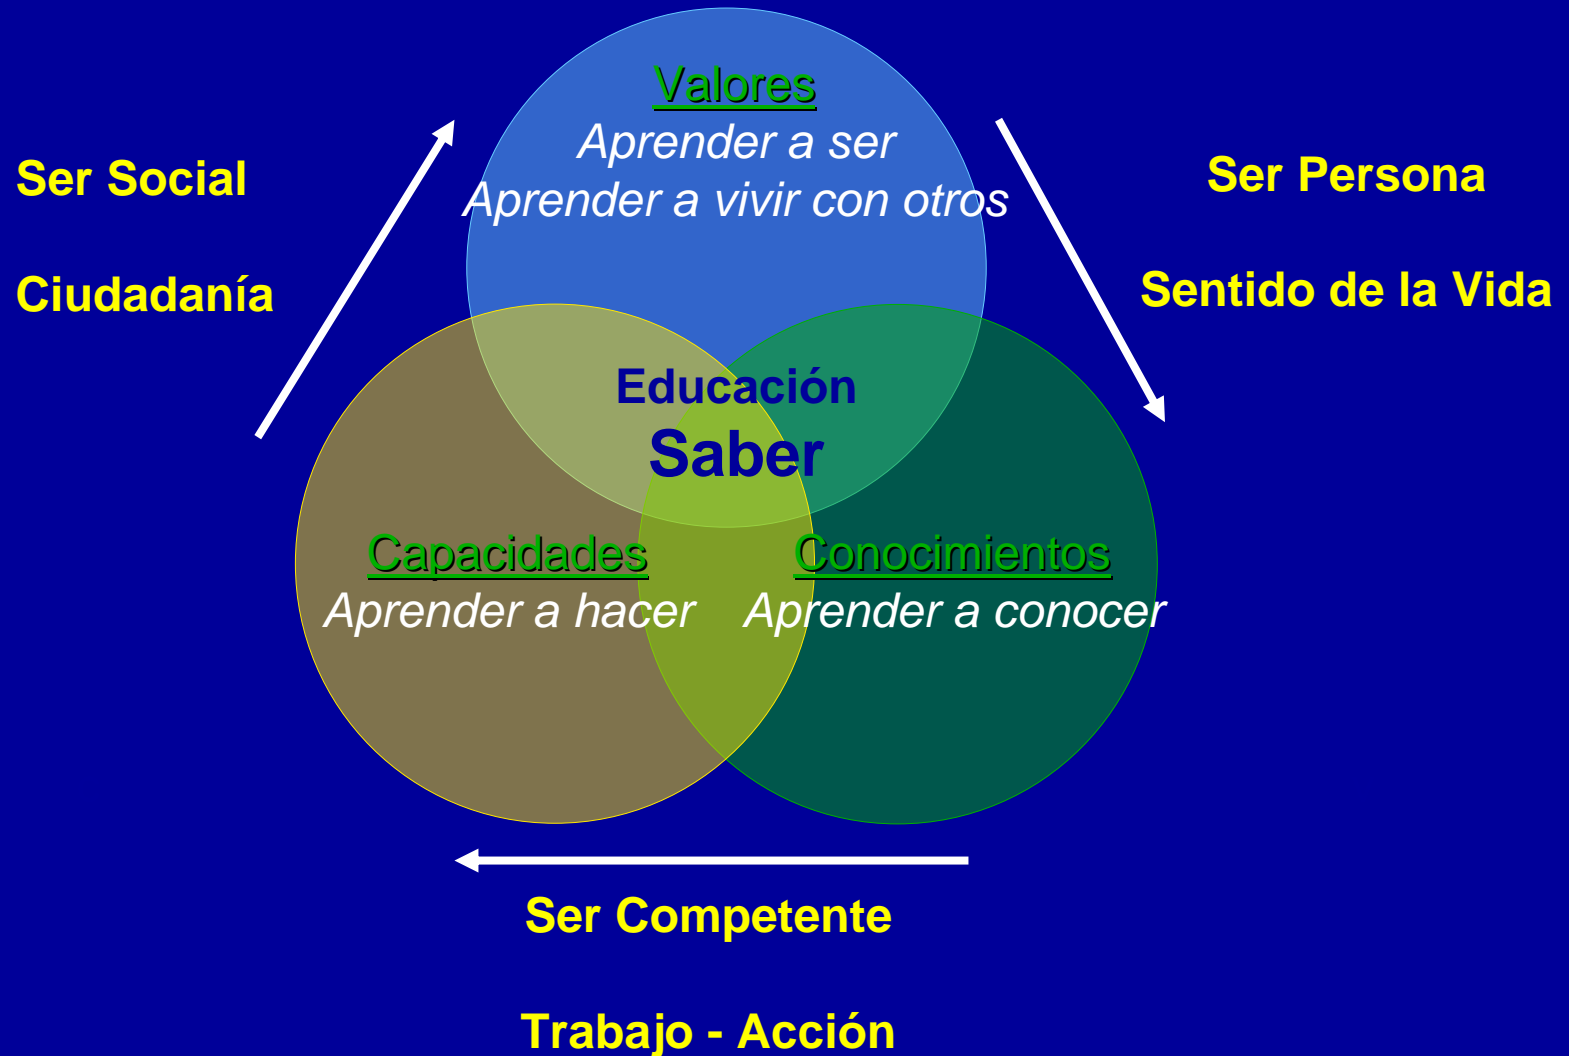 Valores
Aprender a ser
Aprender a vivir con otros
Ser Social
Ciudadanía
Ser Persona
Sentido de la Vida
Educación
Saber
Capacidades
Aprender a hacer
Conocimientos
Aprender a conocer
Ser Competente
Trabajo - Acción